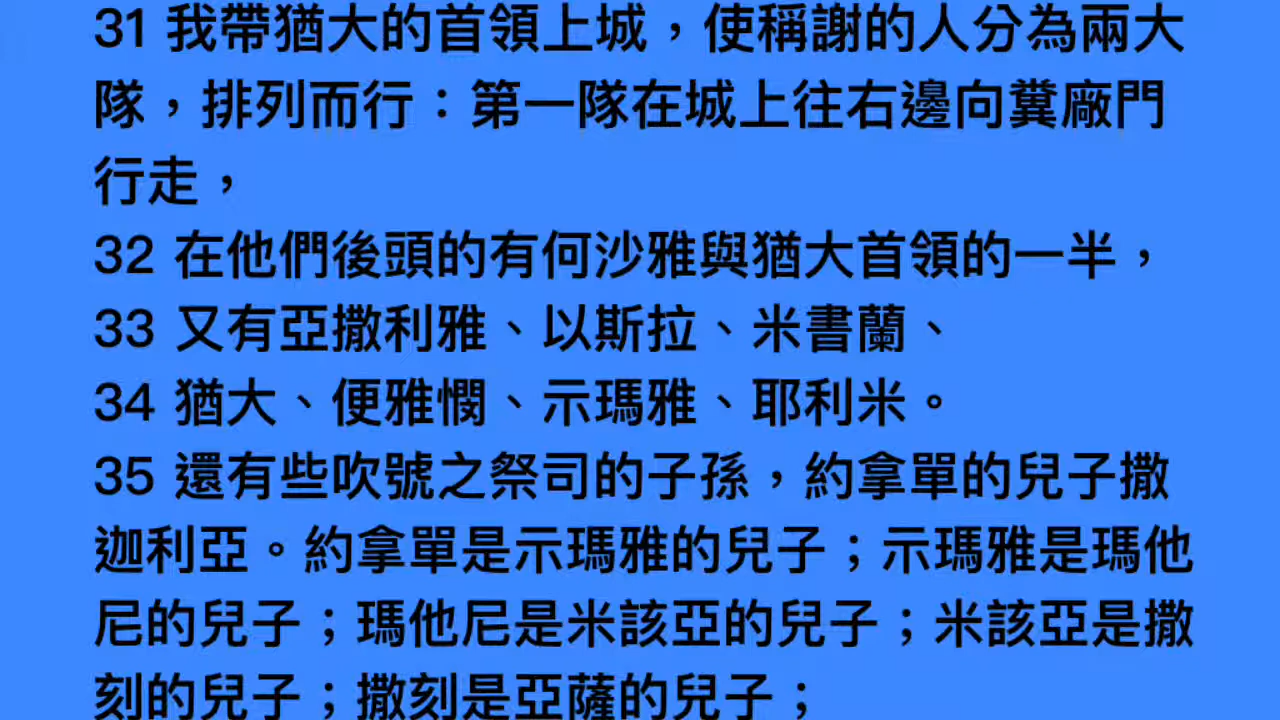 31 我帶猶大的首領上城，使稱謝的人分為兩大
隊，排列而行：第一隊在城上往右邊向糞廠門
行走，
32 在他們後頭的有何沙雅與猶大首領的一半，
33 又有亞撒利雅、以斯拉、米書蘭、
34 猶大、便雅憫、示瑪雅、耶利米。
35 還有些吹號之祭司的子孫，約拿單的兒子撒
迦利亞。約拿單是示瑪雅的兒子；示瑪雅是瑪他
尼的兒子；瑪他尼是米該亞的兒子；米該亞是撒
刻的兒子；撒刻是亞薩的兒子；